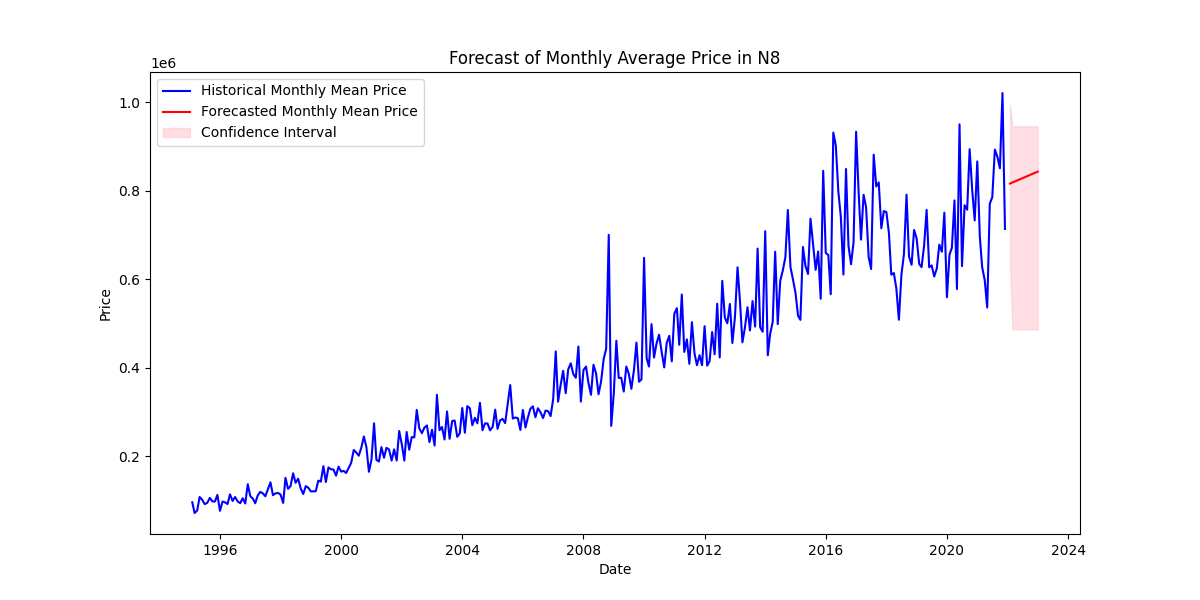 Forecast of Monthly Average Price in N8
1e6
Historical Monthly Mean Price
Forecasted Monthly Mean Price
Confidence Interval
1.0
0.8
0.6
0.4
0.2
Price
1996 2000 2004 2008 2012 2016 2020 2024
Date